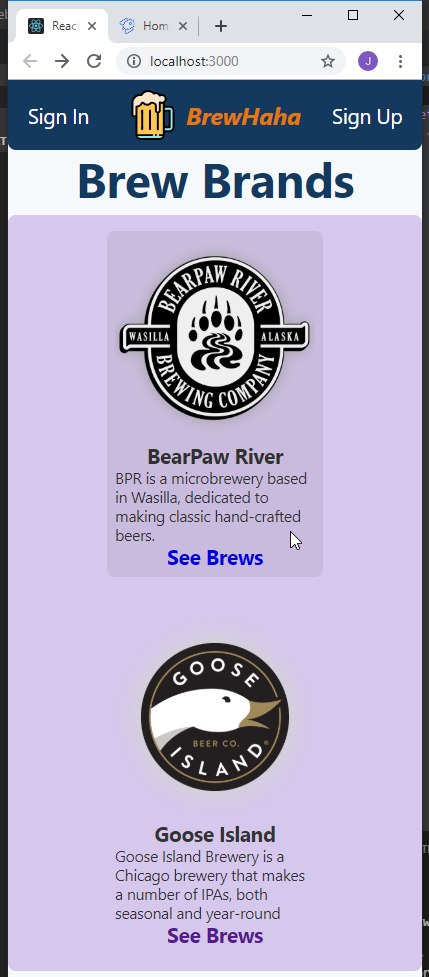 React
Hom
localhost:3000
J
Sign In
BrewHaha
Sign Up
Brew Brands
BEARPAW RIVER
WASILLA
ALASKA
BREWING COMPANY
BearPaw River
BPR is a microbrewery based
in Wasilla, dedicated to
making classic hand-crafted
beers.
See Brews
GOOSE
BEER CO.
ISLAND
Goose Island
Goose Island Brewery is a
Chicago brewery that makes
a number of IPAs, both
seasonal and year-round
See Brews